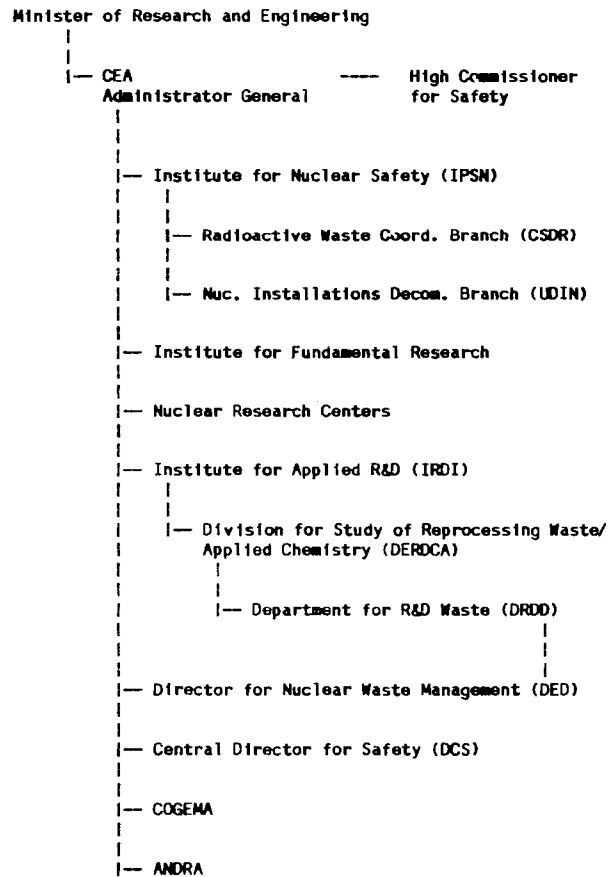 Minister of Research and Engineering
CEA ---- High Commissioner
Administrator General for Safety
Institute for Nuclear Safety (IPSN)
Radioactive Waste Coord. Branch (CSDR)
Nuc. Installations Decom. Branch (UDIN)
Institute for Fundamental Research
Nuclear Research Centers
Institute for Applied R&D (IRDI)
Division for Study of Reprocessing Waste/
Applied Chemistry (DERDCA)
Department for R&D Waste (DRDD)
Director for Nuclear Waste Management (DED)
Central Director for Safety (DCS)
COGEMA
ANDRA